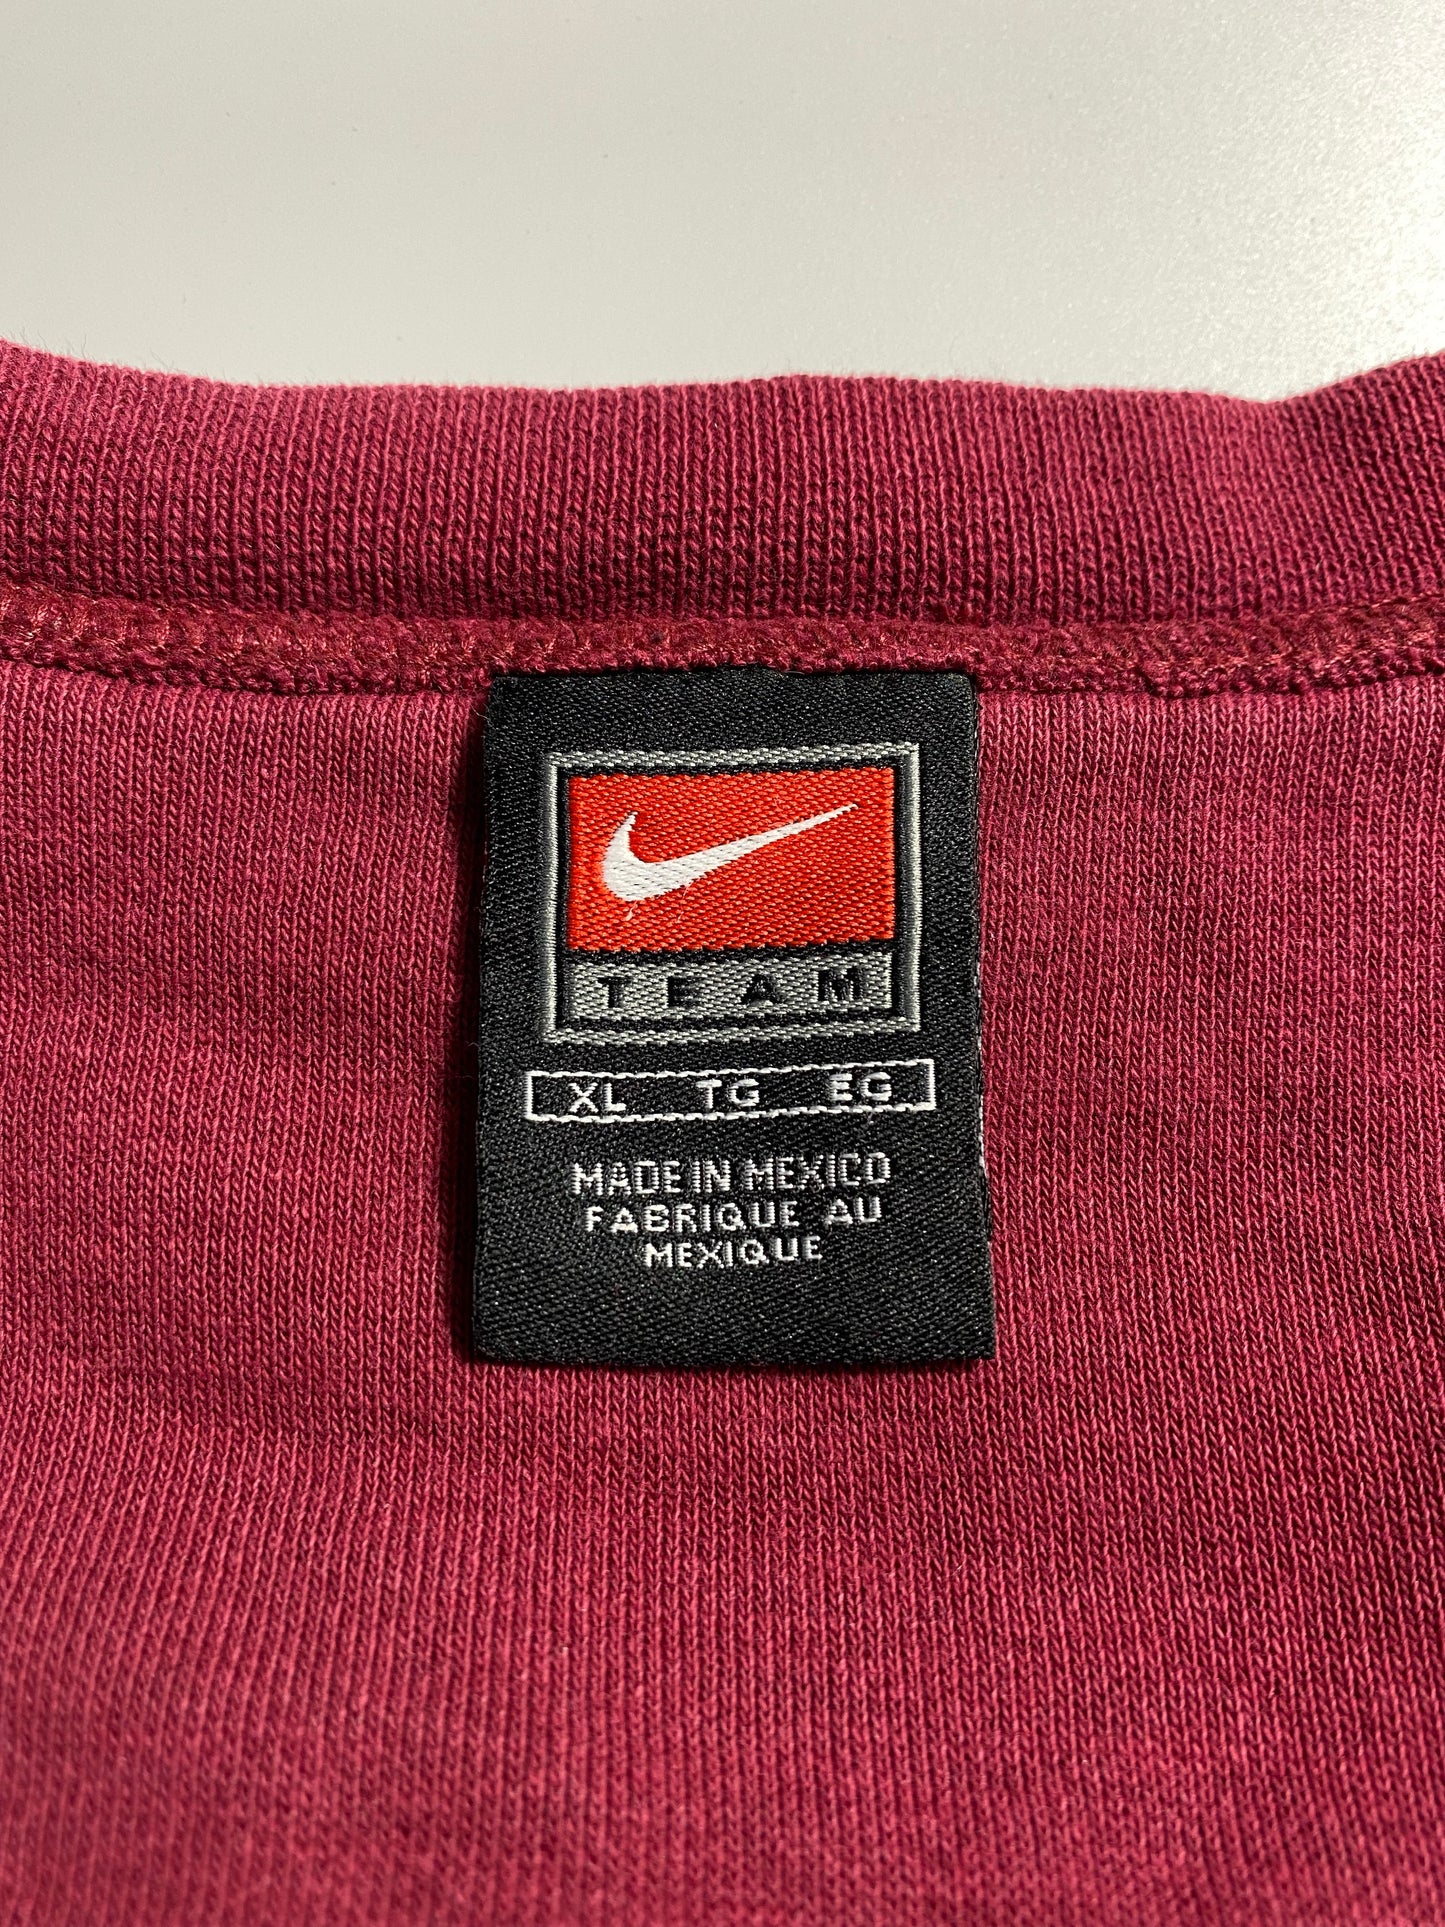 TEAM
XL TG EG
MADE IN MEXICO
FABRIQUE AU
MEXIQUE